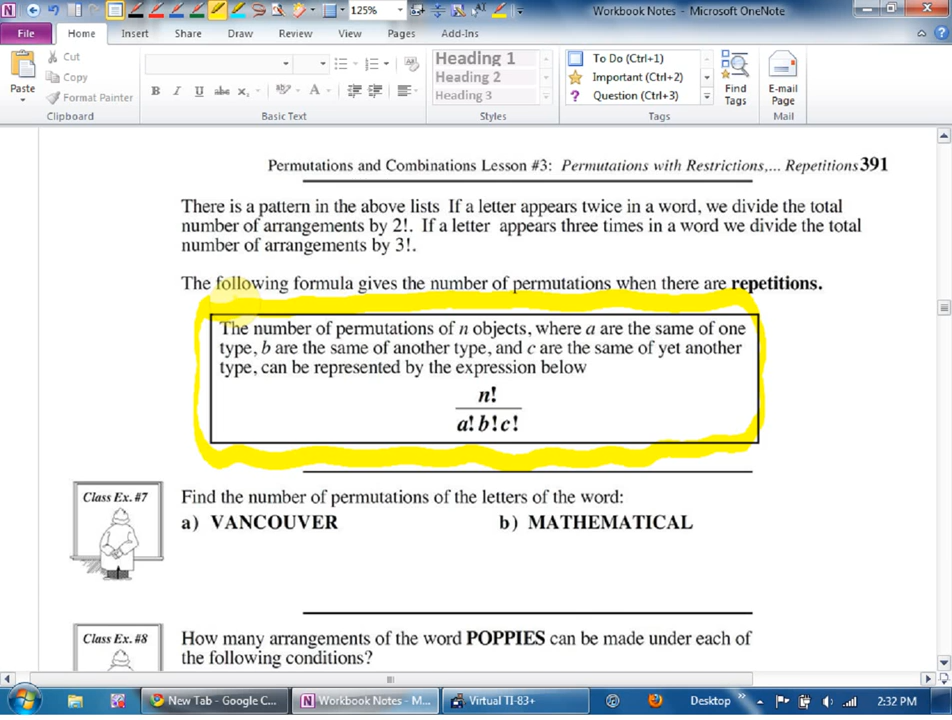 125%
Workbook Notes - Microsoft OneNote
File Home Insert Share Draw Review View Pages Add-Ins
Paste
Cut
Copy
Format Painter
Clipboard
B I U abc x₂ A
Basic Text
Heading 1
Heading 2
Heading 3
Styles
To Do (Ctrl+1)
Important (Ctrl+2)
Question (Ctrl+3)
Tags
Find
Tags
E-mail
Page
Mail
Permutations and Combinations Lesson #3: Permutations with Restrictions,... Repetitions 391
There is a pattern in the above lists If a letter appears twice in a word, we divide the total
number of arrangements by 2!. If a letter appears three times in a word we divide the total
number of arrangements by 3!.
The following formula gives the number of permutations when there are repetitions.
The number of permutations of n objects, where a are the same of one
type, b are the same of another type, and c are the same of yet another
type, can be represented by the expression below
n!
a! b! c!
Class Ex. #7
Find the number of permutations of the letters of the word:
a) VANCOUVER b) MATHEMATICAL
Class Ex. #8
How many arrangements of the word POPPIES can be made under each of
the following conditions?
New Tab - Google C... Workbook Notes - M... Virtual TI-83+ Desktop 2:32 PM